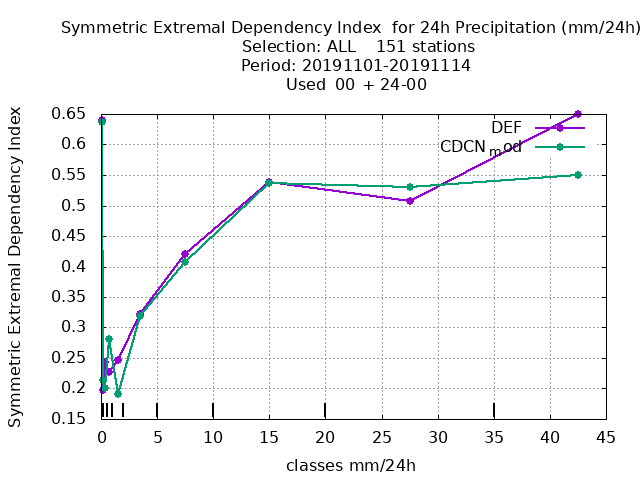 Symmetric Extremal Dependency Index for 24h Precipitation (mm/24h)
Selection: ALL 151 stations
Period: 20191101-20191114
Used 00 + 24-00
Symmetric Extremal Dependency Index
0.65
0.6
0.55
0.5
0.45
0.4
0.35
0.3
0.25
0.2
0.15
DEF
CDCN mod
0 5 10 15 20 25 30 35 40 45
classes mm/24h